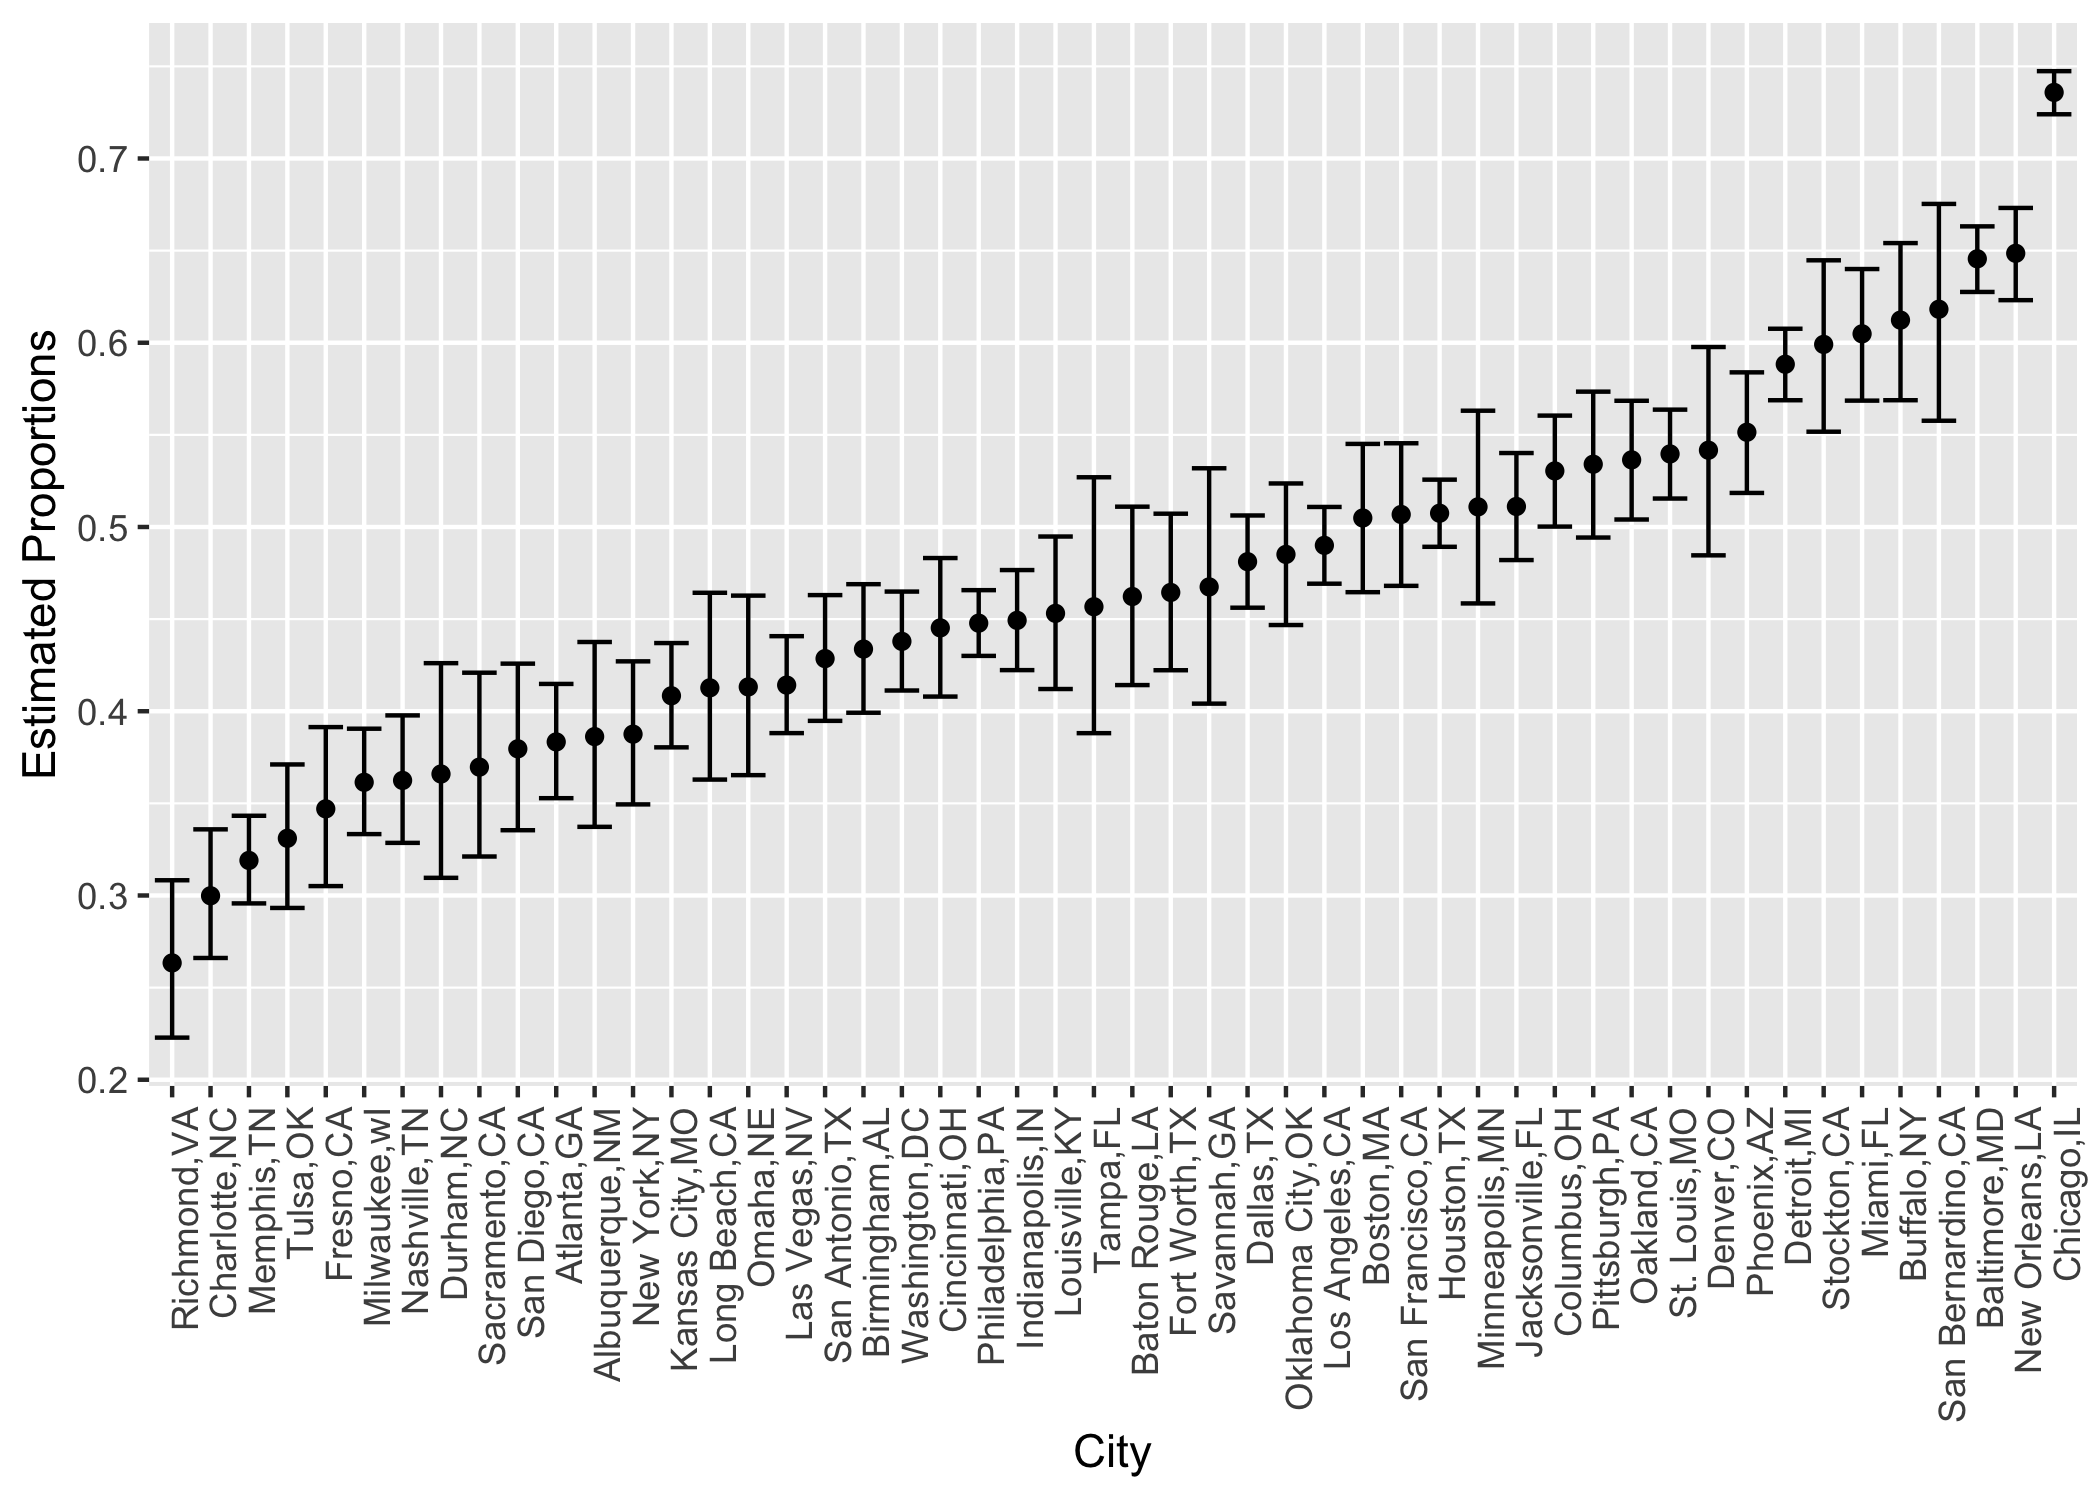 Estimated Proportions
0.7
0.6
0.5
0.4
0.3
0.2
Richmond,VA
Charlotte,NC
Memphis,TN
Tulsa,OK
Fresno,CA
Milwaukee,wI
Nashville,TN
Durham,NC
Sacramento,CA
San Diego,CA
Atlanta,GA
Albuquerque,NM
New York,NY
Kansas City,MO
Long Beach,CA
Omaha,NE
Las Vegas,NV
San Antonio,TX
Birmingham,AL
Washington,DC
Cincinnati,OH
Philadelphia,PA
Indianapolis,IN
Louisville,KY
Tampa,FL
Baton Rouge,LA
Fort Worth,TX
Savannah,GA
Dallas,TX
Oklahoma City,OK
Los Angeles,CA
Boston,MA
San Francisco,CA
Houston,TX
Minneapolis,MN
Jacksonville,FL
Columbus,OH
Pittsburgh,PA
Oakland,CA
St. Louis,MO
Denver,CO
Phoenix,AZ
Detroit,MI
Stockton,CA
Miami,FL
Buffalo,NY
San Bernardino,CA
Baltimore,MD
New Orleans,LA
Chicago,IL
City